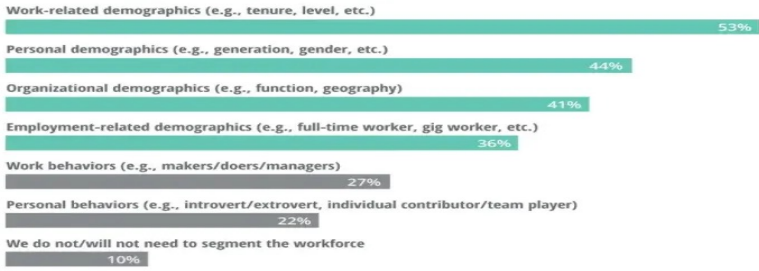 Work-related demographics (e.g., tenure, level, etc.)
53%
Personal demographics (e.g., generation, gender, etc.)
44%
Organizational demographics (e.g., function, geography)
41%
Employment-related demographics (e.g., full-time worker, gig worker, etc.)
36%
Work behaviors (e.g., makers/doers/managers)
27%
Personal behaviors (e.g., introvert/extrovert, individual contributor/team player)
22%
We do not/will not need to segment the workforce
10%